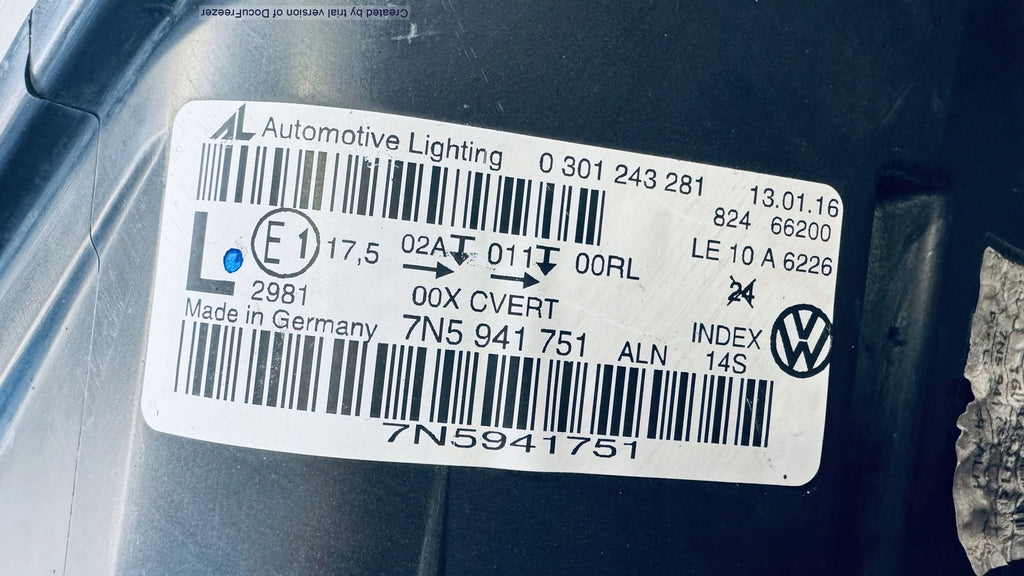 Created by trial version of DocuFreezer
AL Automotive Lighting 0 301 243 281 13.01.16
824 66200
L E1 17,5 02A 011 00RL LE 10 A 6226
2981 00X CVERT 24
Made in Germany 7N5 941 751 ALN INDEX 14S VW
7N5941751